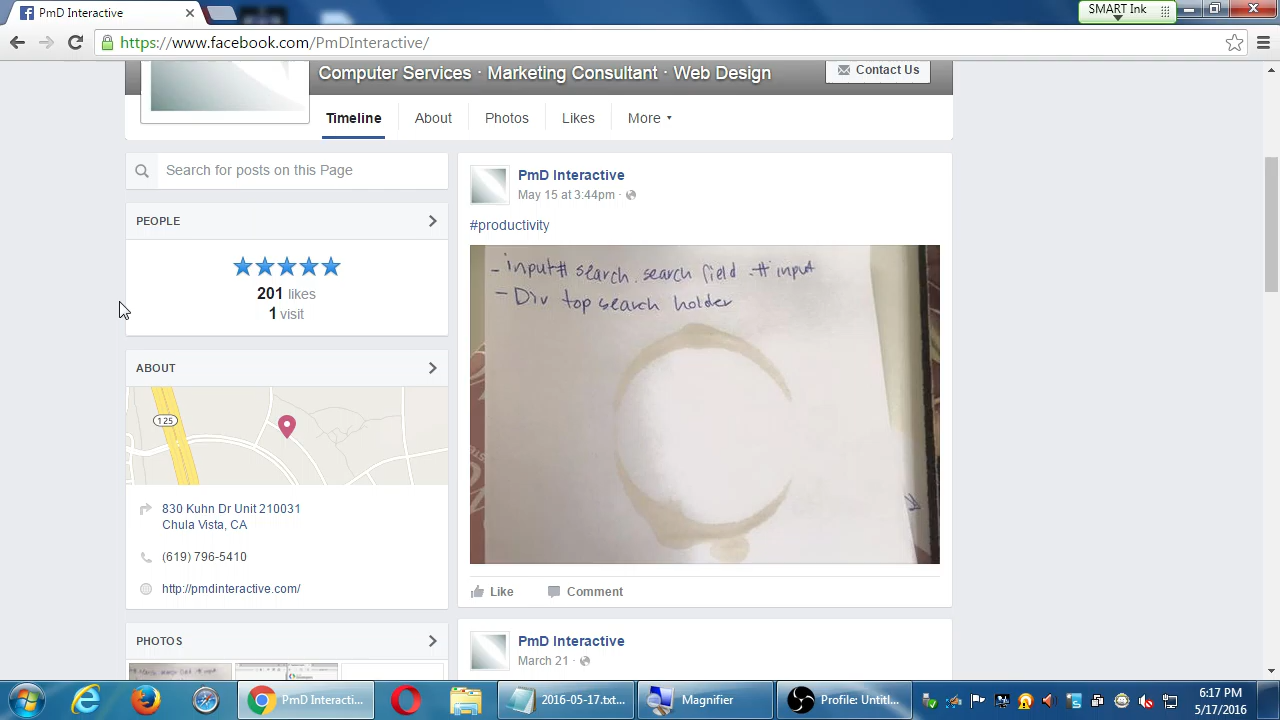 PmD Interactive
SMART Ink
https://www.facebook.com/PmDInteractive/
Computer Services · Marketing Consultant · Web Design
Contact Us
Timeline
About
Photos
Likes
More
Search for posts on this Page
PEOPLE
201 likes
1 visit
ABOUT
125
830 Kuhn Dr Unit 210031
Chula Vista, CA
(619) 796-5410
http://pmdinteractive.com/
PHOTOS
PmD Interactive
May 15 at 3:44pm ·
#productivity
- input# search. search field .# input
- Div top search holder
Like
Comment
PmD Interactive
March 21 ·
PmD Interacti...
2016-05-17.txt...
Magnifier
Profile: Untitl...
6:17 PM
5/17/2016